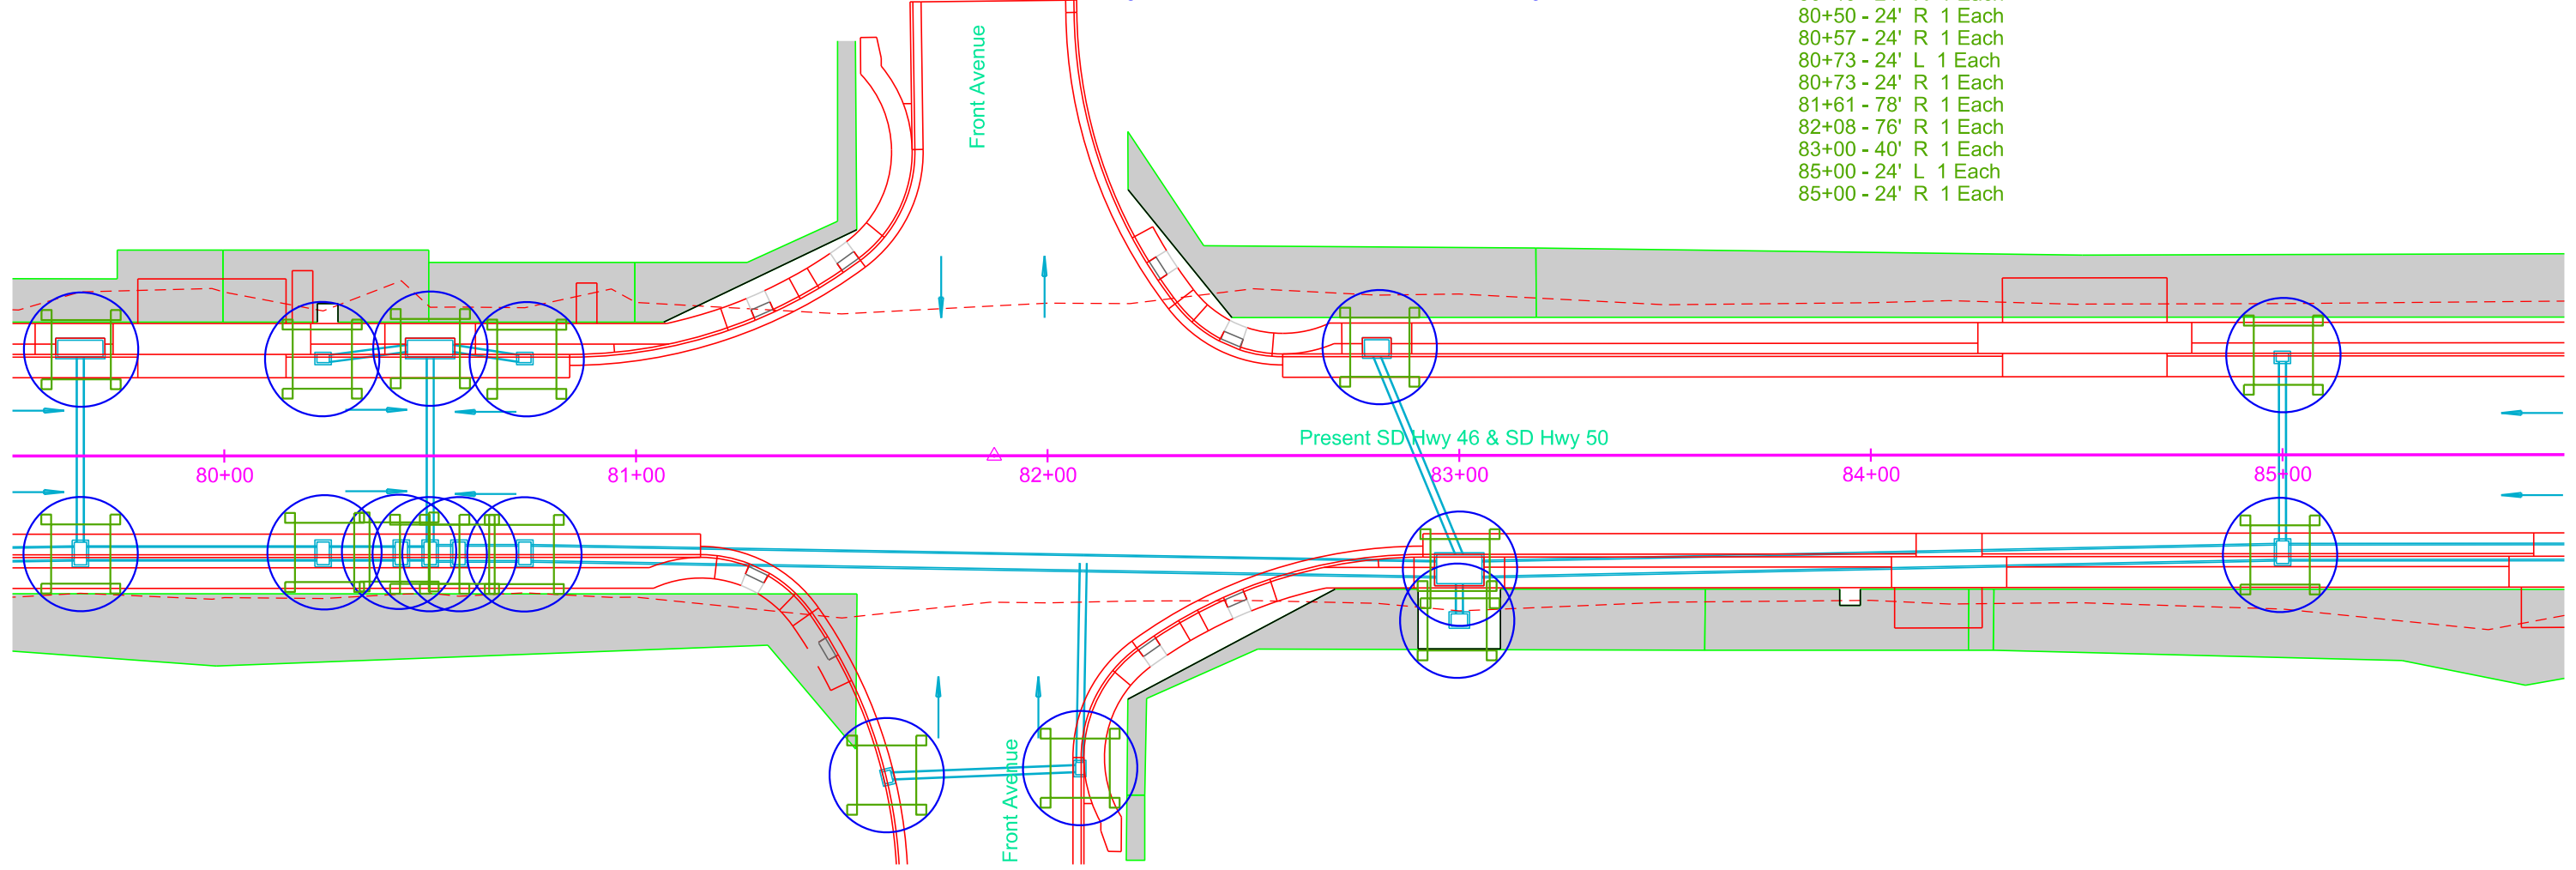 80+50 - 24' R 1 Each
80+57 - 24' R 1 Each
80+73 - 24' L 1 Each
80+73 - 24' R 1 Each
81+61 - 78' R 1 Each
82+08 - 76' R 1 Each
83+00 - 40' R 1 Each
85+00 - 24' L 1 Each
85+00 - 24' R 1 Each
Front Avenue
Present SD Hwy 46 & SD Hwy 50
80+00
81+00
82+00
83+00
84+00
85+00
Front Avenue